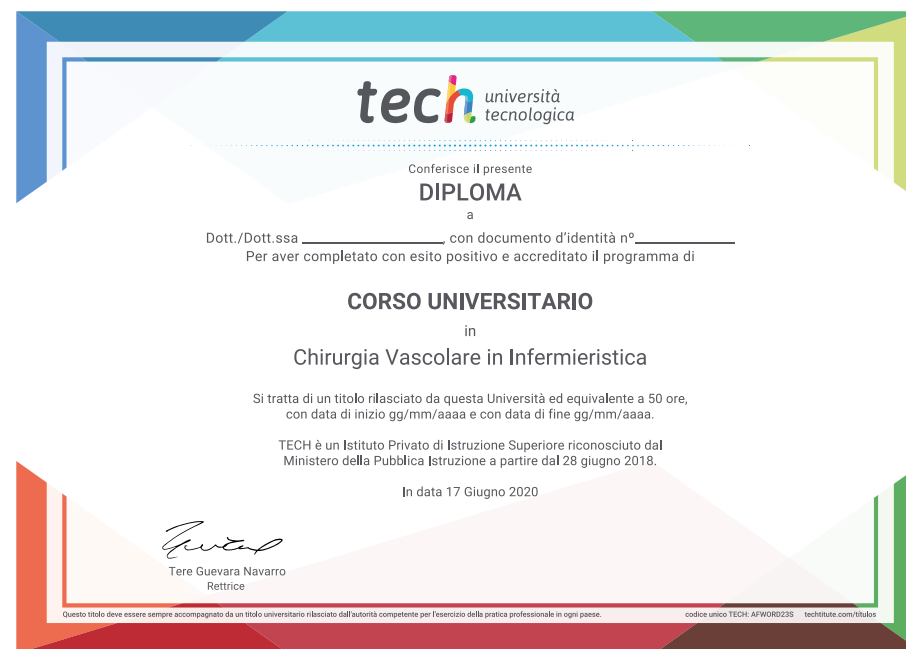 tech università
tecnologica
Conferisce il presente
DIPLOMA
a
Dott./Dott.ssa ____________________, con documento d'identità nº______________
Per aver completato con esito positivo e accreditato il programma di
CORSO UNIVERSITARIO
in
Chirurgia Vascolare in Infermieristica
Si tratta di un titolo rilasciato da questa Università ed equivalente a 50 ore,
con data di inizio gg/mm/aaaa e con data di fine gg/mm/aaaa.
TECH è un Istituto Privato di Istruzione Superiore riconosciuto dal
Ministero della Pubblica Istruzione a partire dal 28 giugno 2018.
In data 17 Giugno 2020
Tere Guevara Navarro
Rettrice
Questo titolo deve essere sempre accompagnato da un titolo universitario rilasciato dall'autorità competente per l'esercizio della pratica professionale in ogni paese. codice unico TECH: AFWORD23S techtitute.com/titulos